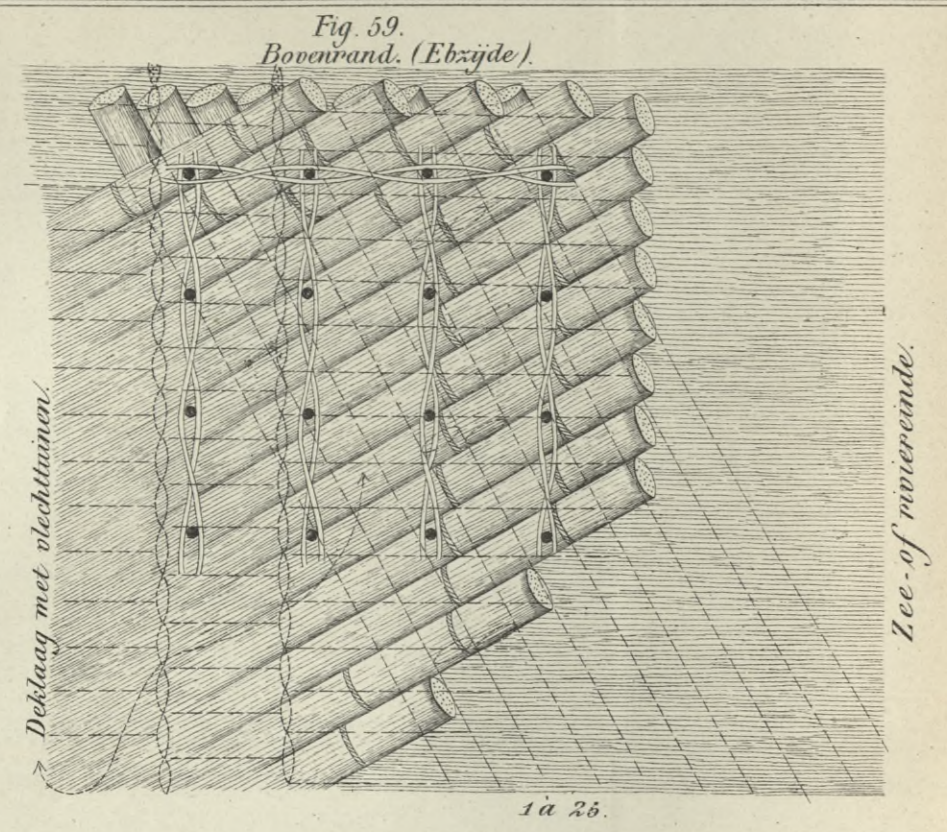 Fig. 59.
Bovenrand. (Ebzijde).
Deklaag met vlechttuinen.
Zee- of riviereinde.
1 à 25.